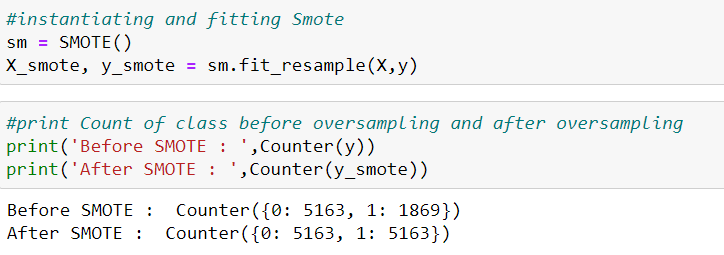 #instantiating and fitting Smote
sm = SMOTE()
X_smote, y_smote = sm.fit_resample(X,y)
#print Count of class before oversampling and after oversampling
print('Before SMOTE : ',Counter(y))
print('After SMOTE : ',Counter(y_smote))
Before SMOTE :  Counter({0: 5163, 1: 1869})
After SMOTE :  Counter({0: 5163, 1: 5163})